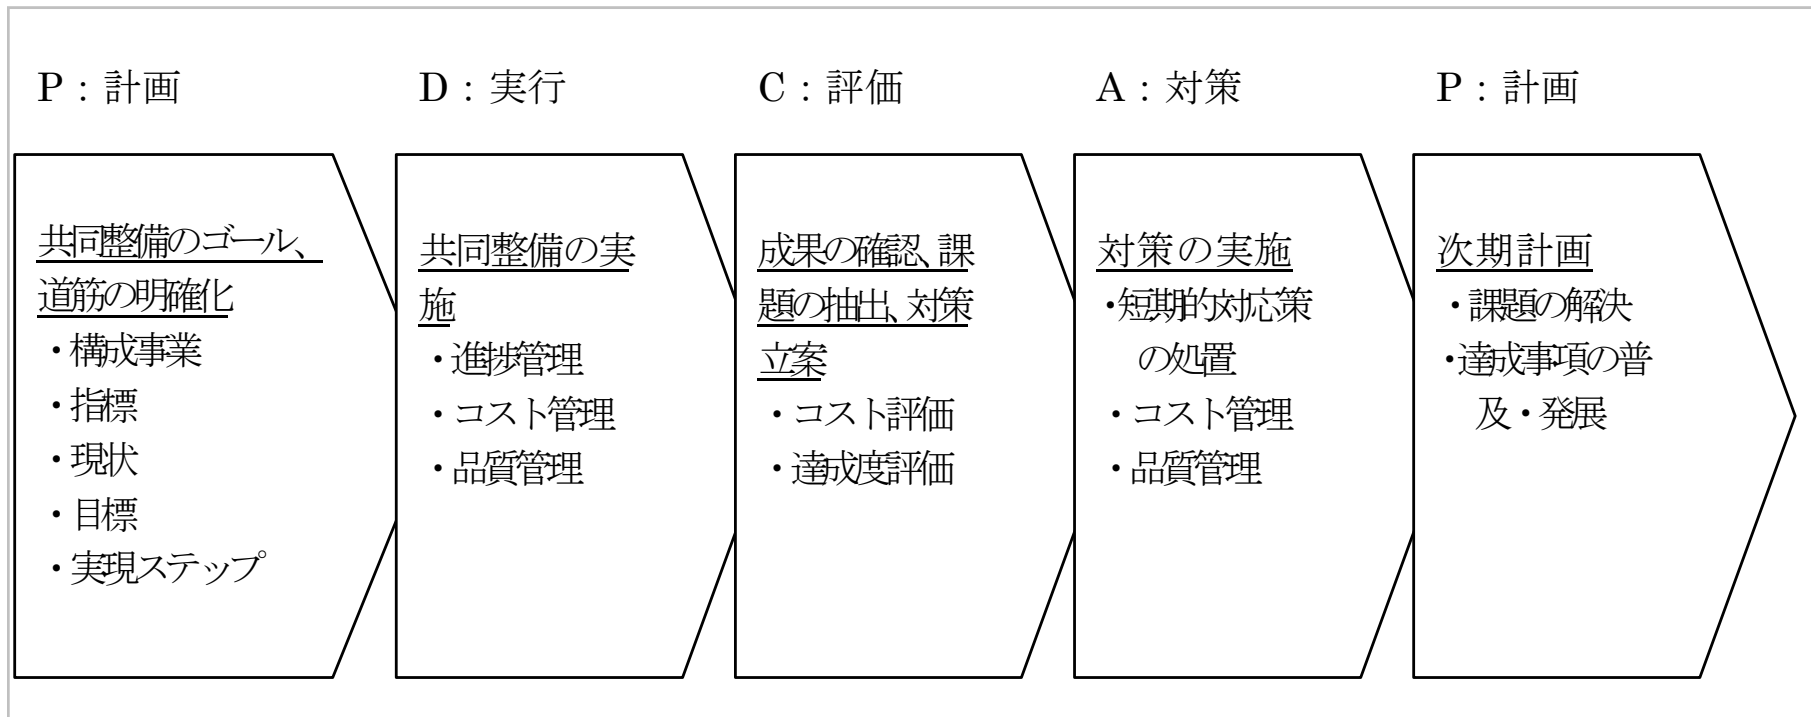 P：計画
D：実行
C：評価
A：対策
P：計画
共同整備のゴール、
道筋の明確化
・構成事業
・指標
・現状
・目標
・実現ステップ
共同整備の実
施
・進捗管理
・コスト管理
・品質管理
成果の確認、課
題の抽出、対策
立案
・コスト評価
・達成度評価
対策の実施
・短期的対応策
の処置
・コスト管理
・品質管理
次期計画
・課題の解決
・達成事項の普
及・発展